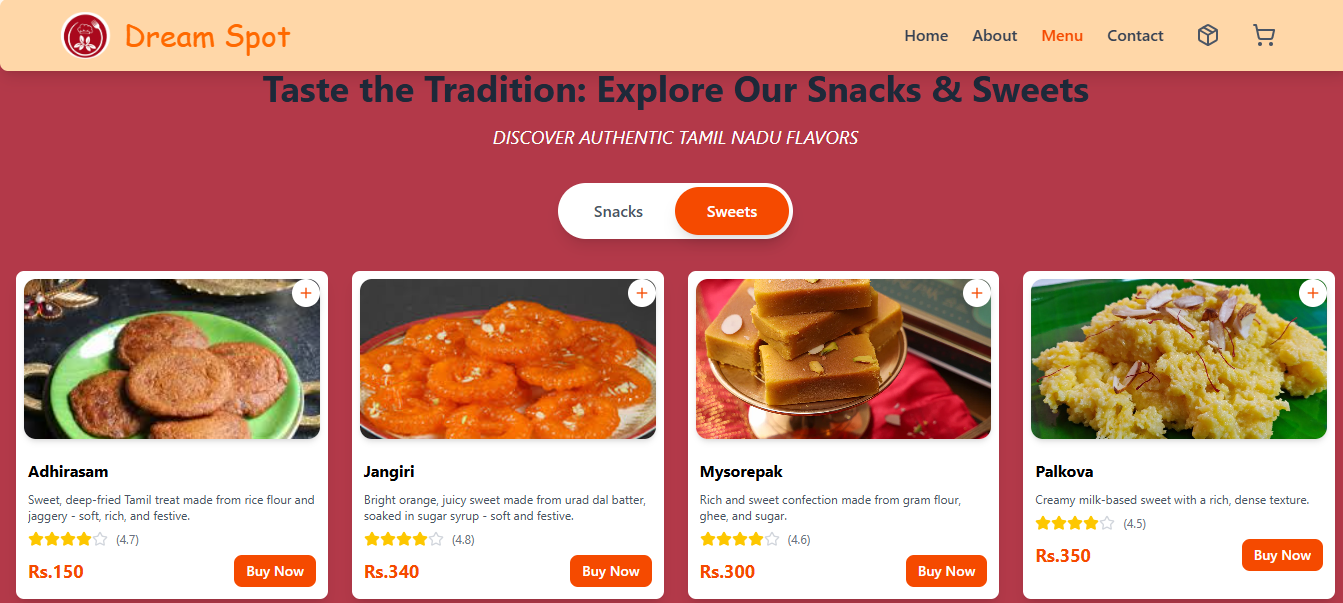 Dream Spot
Home About Menu Contact
Taste the Tradition: Explore Our Snacks & Sweets
DISCOVER AUTHENTIC TAMIL NADU FLAVORS
Snacks Sweets
Adhirasam
Sweet, deep-fried Tamil treat made from rice flour and
jaggery - soft, rich, and festive.
(4.7)
Rs.150 Buy Now
Jangiri
Bright orange, juicy sweet made from urad dal batter,
soaked in sugar syrup - soft and festive.
(4.8)
Rs.340 Buy Now
Mysorepak
Rich and sweet confection made from gram flour,
ghee, and sugar.
(4.6)
Rs.300 Buy Now
Palkova
Creamy milk-based sweet with a rich, dense texture.
(4.5)
Rs.350 Buy Now